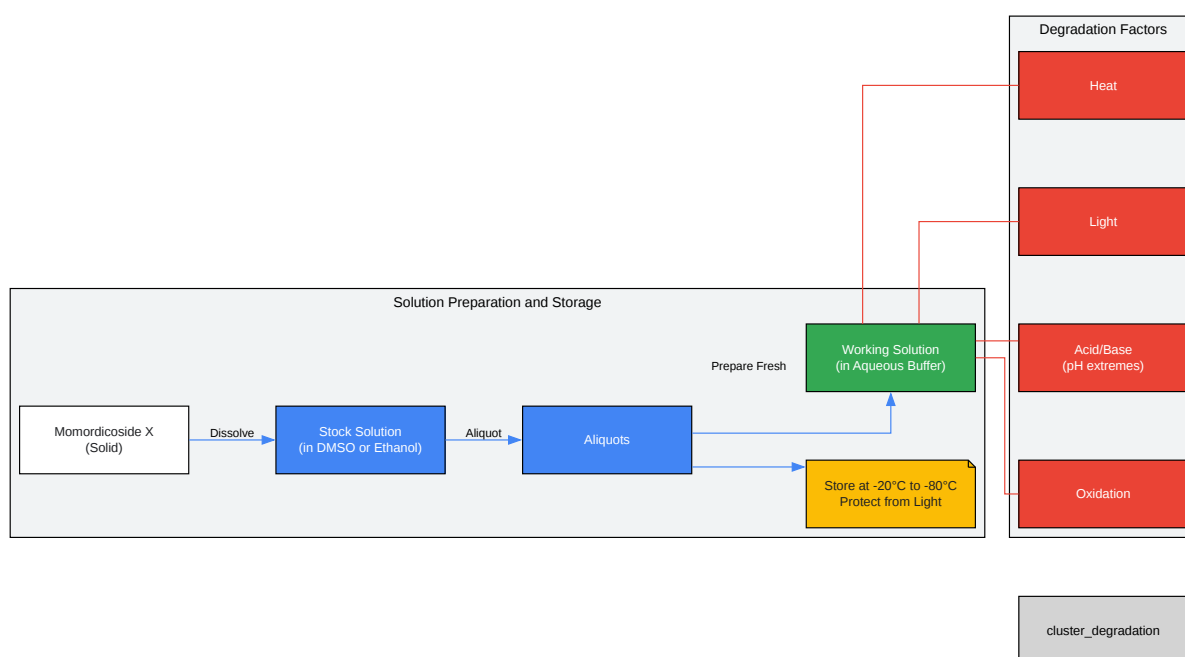 Degradation Factors
Heat
Light
Solution Preparation and Storage
Working Solution
(in Aqueous Buffer)
Acid/Base
(pH extremes)
Prepare Fresh
Momordicoside X
(Solid)
Dissolve
Stock Solution
(in DMSO or Ethanol)
Aliquot
Aliquots
Store at -20°C to -80°C
Protect from Light
Oxidation
cluster_degradation